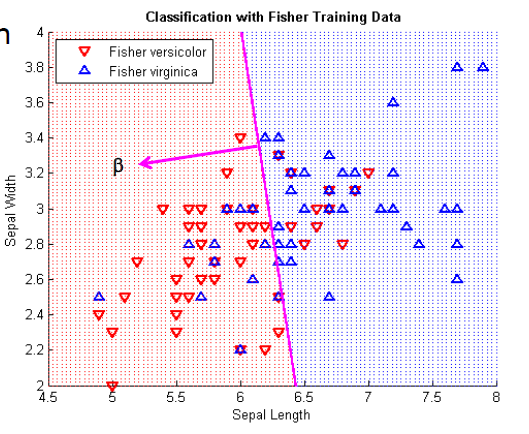 Classification with Fisher Training Data
n
4
3.8
3.6
3.4
3.2
3
2.8
2.6
2.4
2.2
2
Sepal Width
Fisher versicolor
Fisher virginica
β
4.5 5 5.5 6 6.5 7 7.5 8
Sepal Length